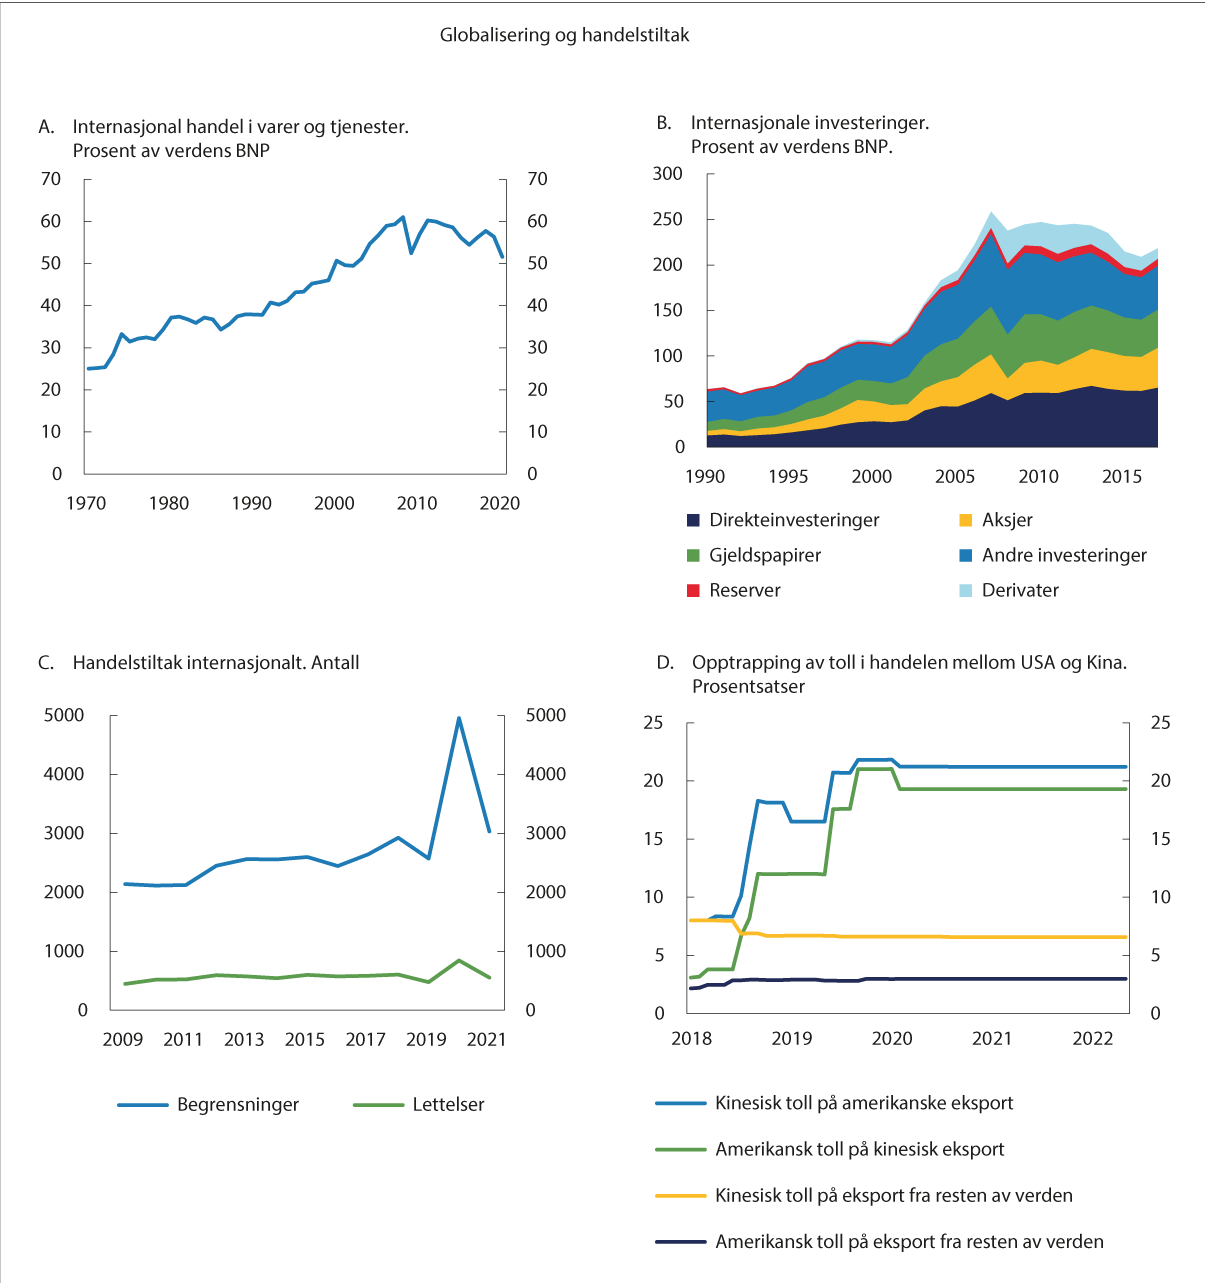 Globalisering og handelstiltak
A. Internasjonal handel i varer og tjenester.
Prosent av verdens BNP
70 70
60 60
50 50
40 40
30 30
20 20
10 10
0 0
1970 1980 1990 2000 2010 2020
B. Internasjonale investeringer.
Prosent av verdens BNP.
300
250
200
150
100
50
0
1990 1995 2000 2005 2010 2015
Direkteinvesteringer Aksjer
Gjeldspapirer Andre investeringer
Reserver Derivater
C. Handelstiltak internasjonalt. Antall
5000 5000
4000 4000
3000 3000
2000 2000
1000 1000
0 0
2009 2011 2013 2015 2017 2019 2021
Begrensninger Lettelser
D. Opptrapping av toll i handelen mellom USA og Kina.
Prosentsatser
25 25
20 20
15 15
10 10
5 5
0 0
2018 2019 2020 2021 2022
Kinesisk toll på amerikanske eksport
Amerikansk toll på kinesisk eksport
Kinesisk toll på eksport fra resten av verden
Amerikansk toll på eksport fra resten av verden